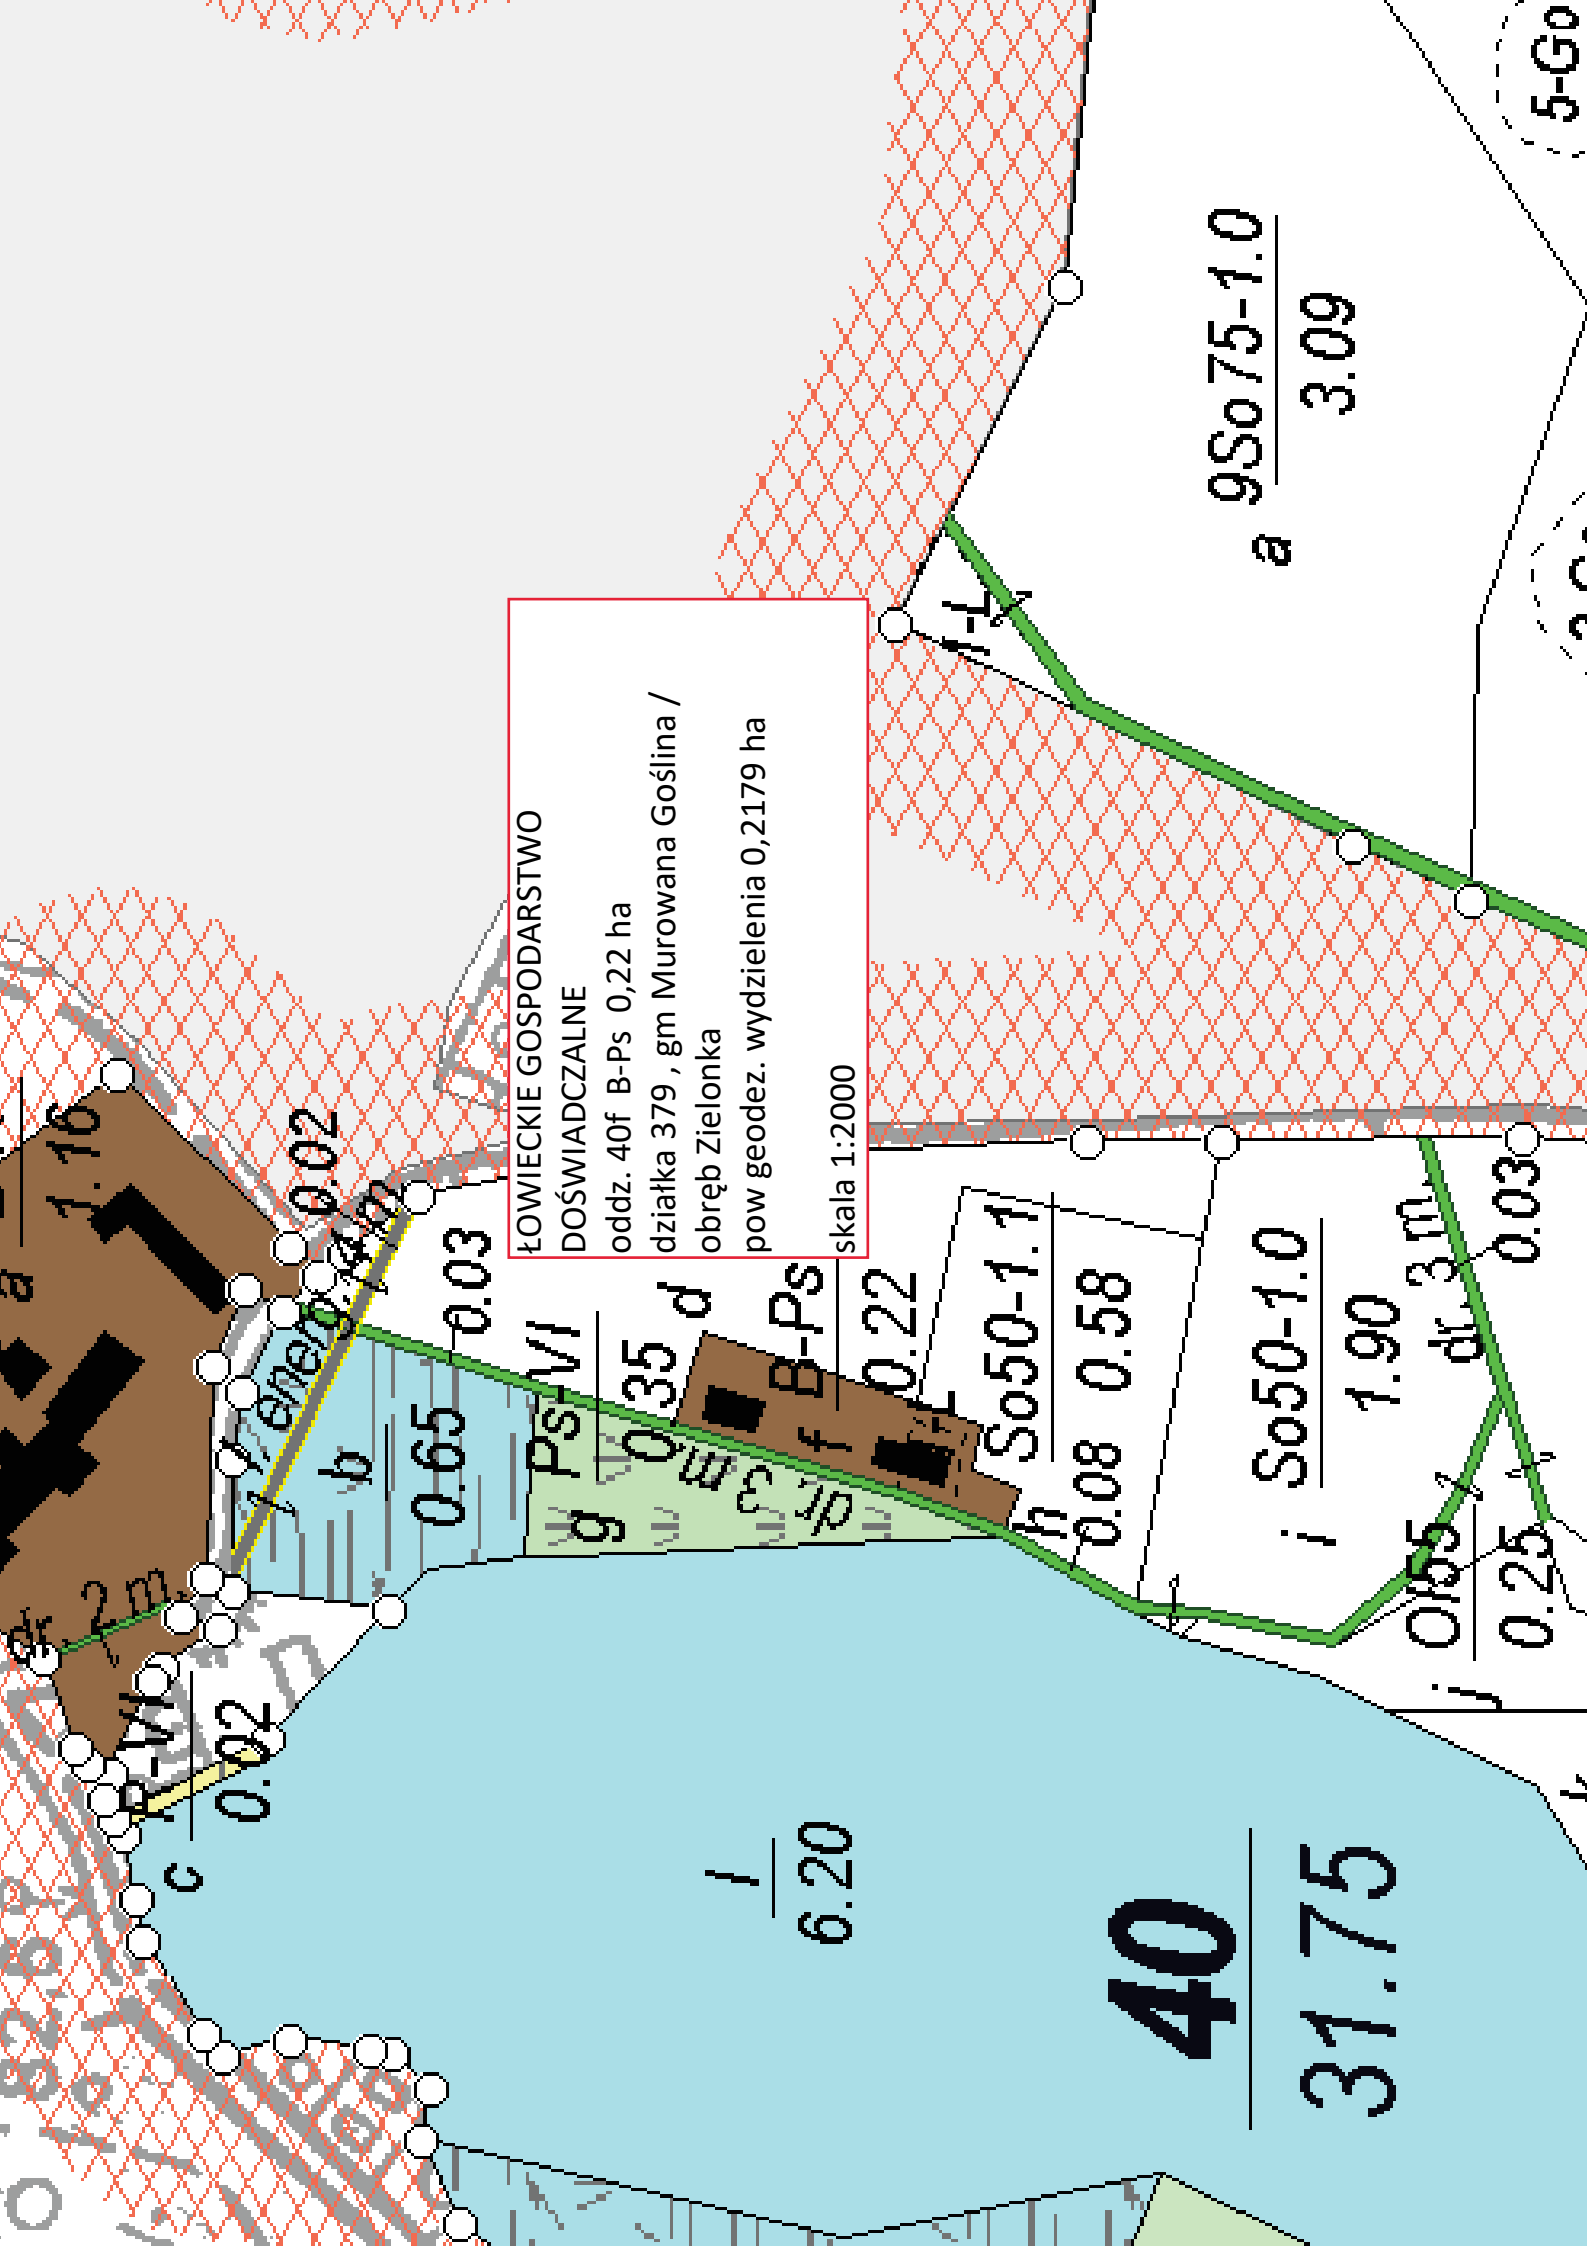 ŁOWIECKIE GOSPODARSTWO
DOŚWIADCZALNE
oddz. 40f B-Ps 0,22 ha
działka 379 , gm Murowana Goślina /
obręb Zielonka
pow geodez. wydzielenia 0,2179 ha
skala 1:2000
a
1.16
0.02
dr. 2 m
c
R-VI
0.02
b
0.65
0.03
g
Ps-VI
0.35
d
dr. 3 m
f
B-Ps
0.22
h
0.08
So50-1.1
0.58
i
So50-1.0
1.90
dr. 3 m
0.03
j
Ol65
0.25
l
6.20
40
31.75
a
9So75-1.0
3.09
5-Go